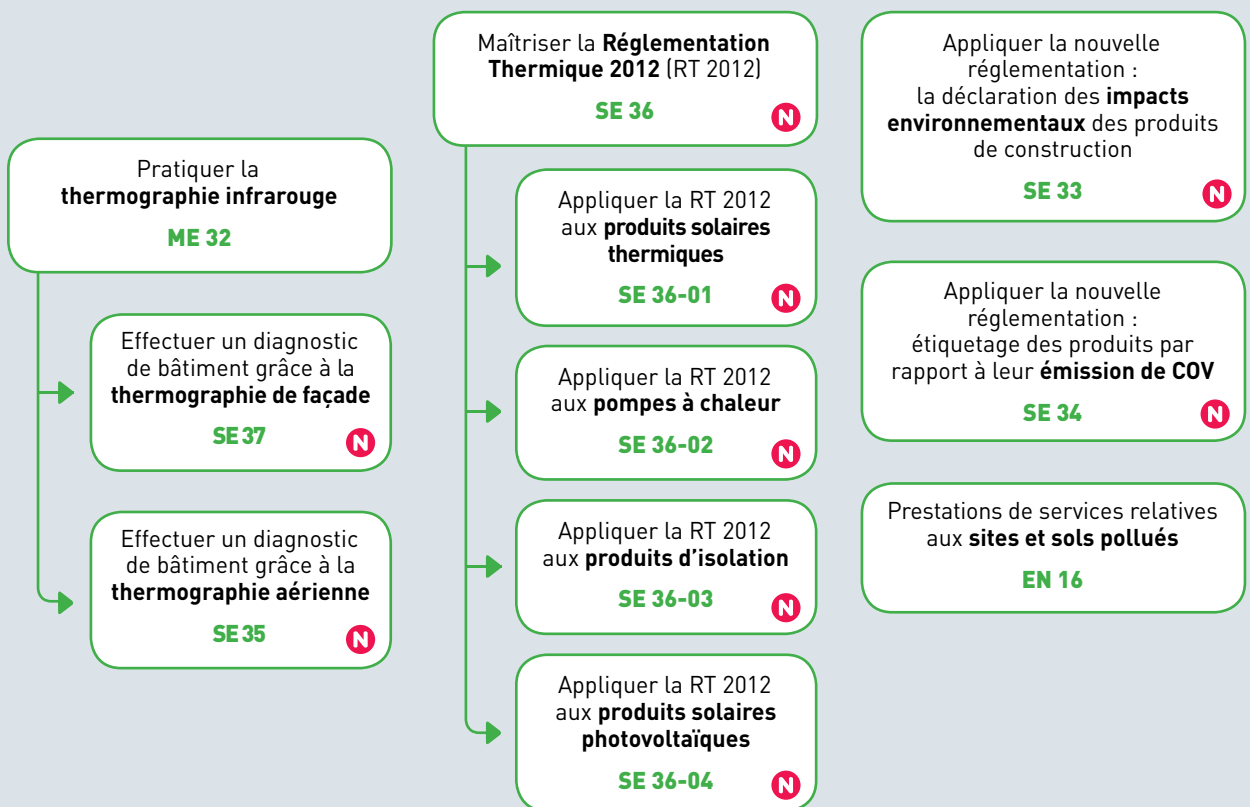 Pratiquer la
thermographie infrarouge
ME 32
Effectuer un diagnostic
de bâtiment grâce à la
thermographie de façade
SE 37
N
Effectuer un diagnostic
de bâtiment grâce à la
thermographie aérienne
SE 35
N
Maîtriser la Réglementation
Thermique 2012 (RT 2012)
SE 36
N
Appliquer la RT 2012
aux produits solaires
thermiques
SE 36-01
N
Appliquer la RT 2012
aux pompes à chaleur
SE 36-02
N
Appliquer la RT 2012
aux produits d'isolation
SE 36-03
N
Appliquer la RT 2012
aux produits solaires
photovoltaïques
SE 36-04
N
Appliquer la nouvelle
réglementation :
la déclaration des impacts
environnementaux des produits
de construction
SE 33
N
Appliquer la nouvelle
réglementation :
étiquetage des produits par
rapport à leur émission de COV
SE 34
N
Prestations de services relatives
aux sites et sols pollués
EN 16